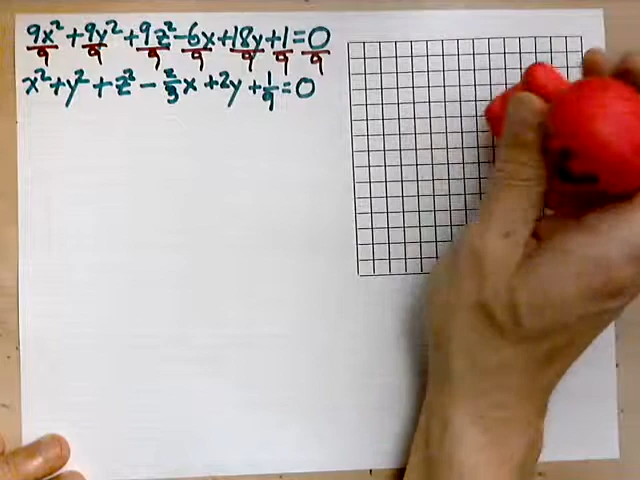 9x²/9 + 9y²/9 + 9z²/9 - 6x/9 + 18y/9 + 1/9 = 0/9
x² + y² + z² - 2/3 x + 2y + 1/9 = 0